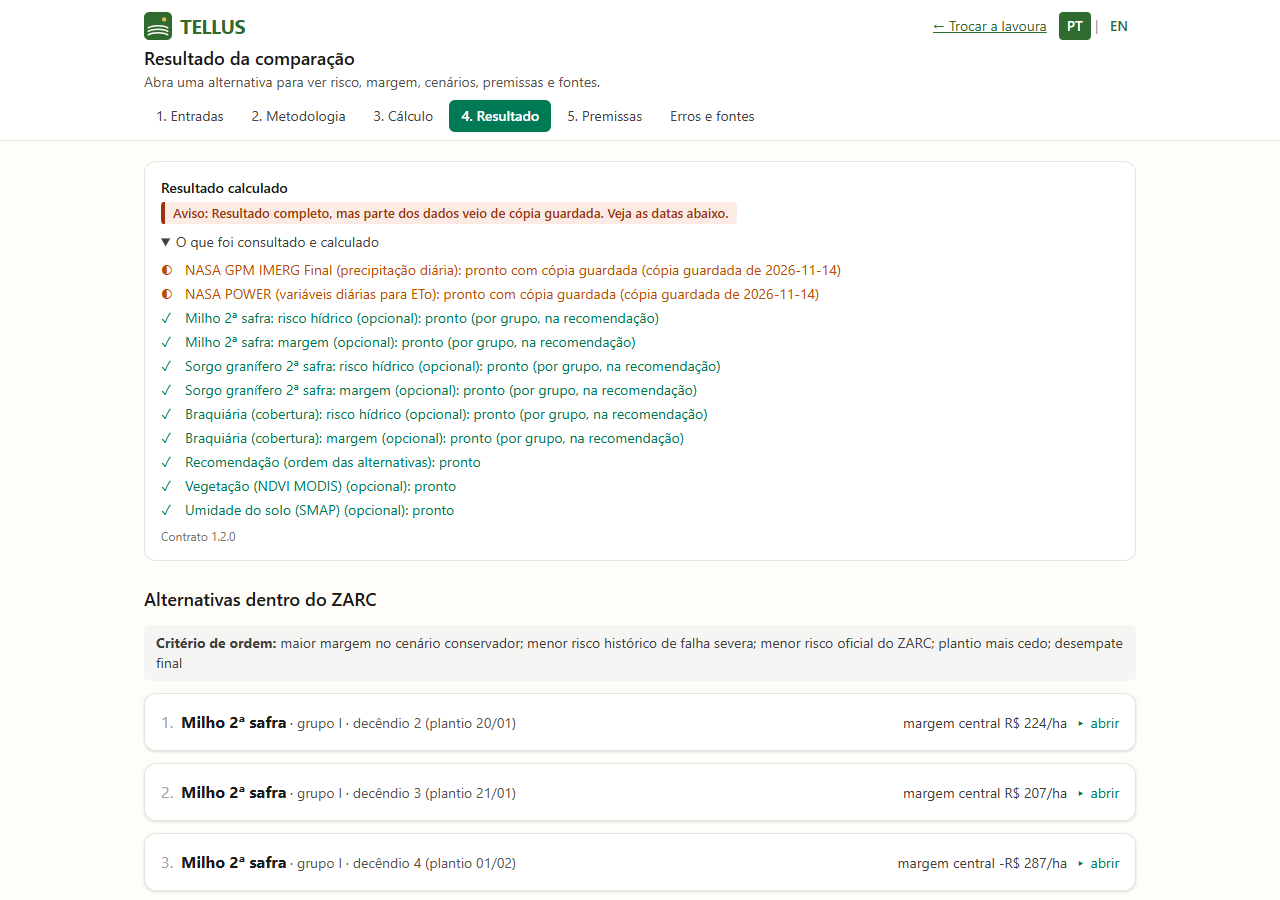 TELLUS
← Trocar a lavoura PT | EN
Resultado da comparação
Abra uma alternativa para ver risco, margem, cenários, premissas e fontes.
1. Entradas 2. Metodologia 3. Cálculo 4. Resultado 5. Premissas Erros e fontes
Resultado calculado
Aviso: Resultado completo, mas parte dos dados veio de cópia guardada. Veja as datas abaixo.
▼ O que foi consultado e calculado
◐ NASA GPM IMERG Final (precipitação diária): pronto com cópia guardada (cópia guardada de 2026-11-14)
◐ NASA POWER (variáveis diárias para ETo): pronto com cópia guardada (cópia guardada de 2026-11-14)
✓ Milho 2ª safra: risco hídrico (opcional): pronto (por grupo, na recomendação)
✓ Milho 2ª safra: margem (opcional): pronto (por grupo, na recomendação)
✓ Sorgo granífero 2ª safra: risco hídrico (opcional): pronto (por grupo, na recomendação)
✓ Sorgo granífero 2ª safra: margem (opcional): pronto (por grupo, na recomendação)
✓ Braquiária (cobertura): risco hídrico (opcional): pronto (por grupo, na recomendação)
✓ Braquiária (cobertura): margem (opcional): pronto (por grupo, na recomendação)
✓ Recomendação (ordem das alternativas): pronto
✓ Vegetação (NDVI MODIS) (opcional): pronto
✓ Umidade do solo (SMAP) (opcional): pronto
Contrato 1.2.0
Alternativas dentro do ZARC
Critério de ordem: maior margem no cenário conservador; menor risco histórico de falha severa; menor risco oficial do ZARC; plantio mais cedo; desempate
final
1. Milho 2ª safra · grupo I · decêndio 2 (plantio 20/01) margem central R$ 224/ha ‣ abrir
2. Milho 2ª safra · grupo I · decêndio 3 (plantio 21/01) margem central R$ 207/ha ‣ abrir
3. Milho 2ª safra · grupo I · decêndio 4 (plantio 01/02) margem central -R$ 287/ha ‣ abrir